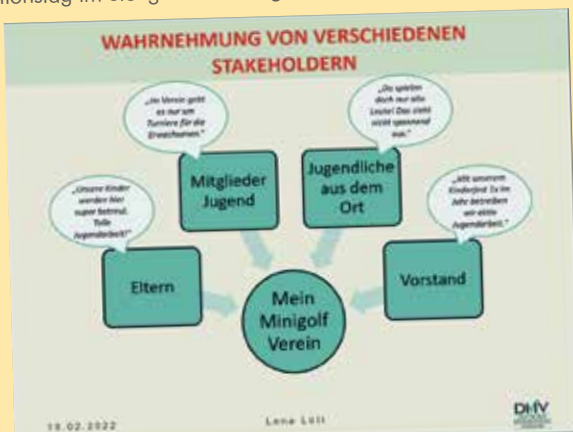 WAHRNEHMUNG VON VERSCHIEDENEN
STAKEHOLDERN
„Im Verein geht
es nur um
Turniere für die
Erwachsenen.“
„Da spielen
doch nur alte
Leute! Das sieht
nicht spannend
aus.“
Mitglieder
Jugend
Jugendliche
aus dem
Ort
„Unsere Kinder
werden hier
super betreut.
Tolle
Jugendarbeit!“
„Mit unserem
Kinderfest 1x im
Jahr betreiben
wir aktiv
Jugendarbeit.“
Eltern
Vorstand
Mein
Minigolf
Verein
19.02.2022
Lena Lüll
DMV